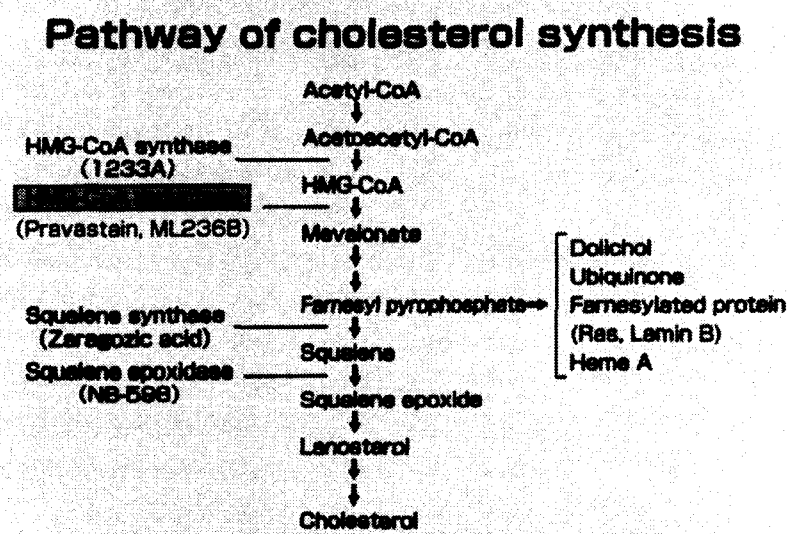 Pathway of cholesterol synthesis
Acetyl-CoA
Acetoacetyl-CoA
HMG-CoA synthase
(1233A)
HMG-CoA
(Pravastain, ML236B)
Mevalonate
Farnesyl pyrophosphate
Dolichol
Ubiquinone
Farnesylated protein
(Ras, Lamin B)
Heme A
Squalene synthase
(Zaragozic acid)
Squalene
Squalene epoxidase
(NB-598)
Squalene epoxide
Lanosterol
Cholesterol